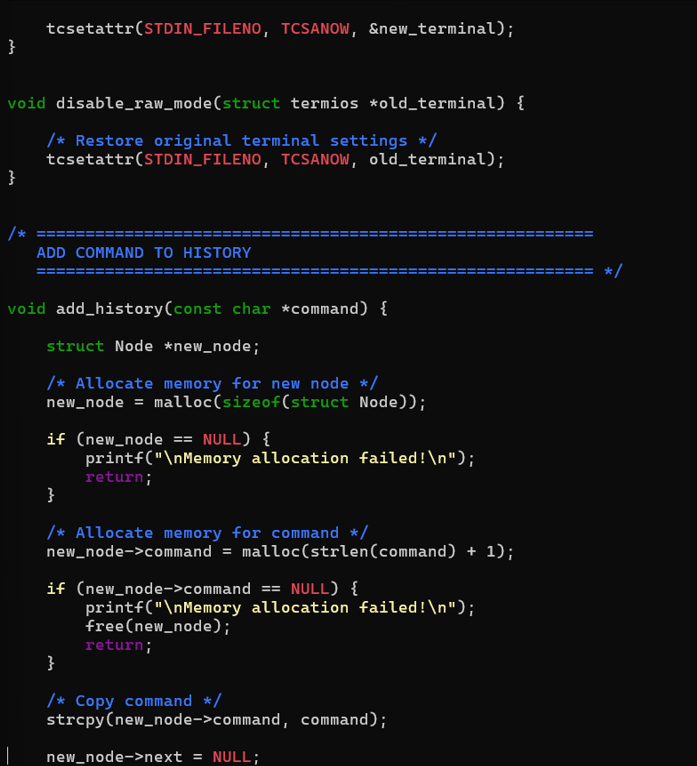 tcsetattr(STDIN_FILENO, TCSANOW, &new_terminal);
}
void disable_raw_mode(struct termios *old_terminal) {
    /* Restore original terminal settings */
    tcsetattr(STDIN_FILENO, TCSANOW, old_terminal);
}
/* =========================================================
   ADD COMMAND TO HISTORY
   ========================================================= */
void add_history(const char *command) {
    struct Node *new_node;
    /* Allocate memory for new node */
    new_node = malloc(sizeof(struct Node));
    if (new_node == NULL) {
        printf("\nMemory allocation failed!\n");
        return;
    }
    /* Allocate memory for command */
    new_node->command = malloc(strlen(command) + 1);
    if (new_node->command == NULL) {
        printf("\nMemory allocation failed!\n");
        free(new_node);
        return;
    }
    /* Copy command */
    strcpy(new_node->command, command);
    new_node->next = NULL;